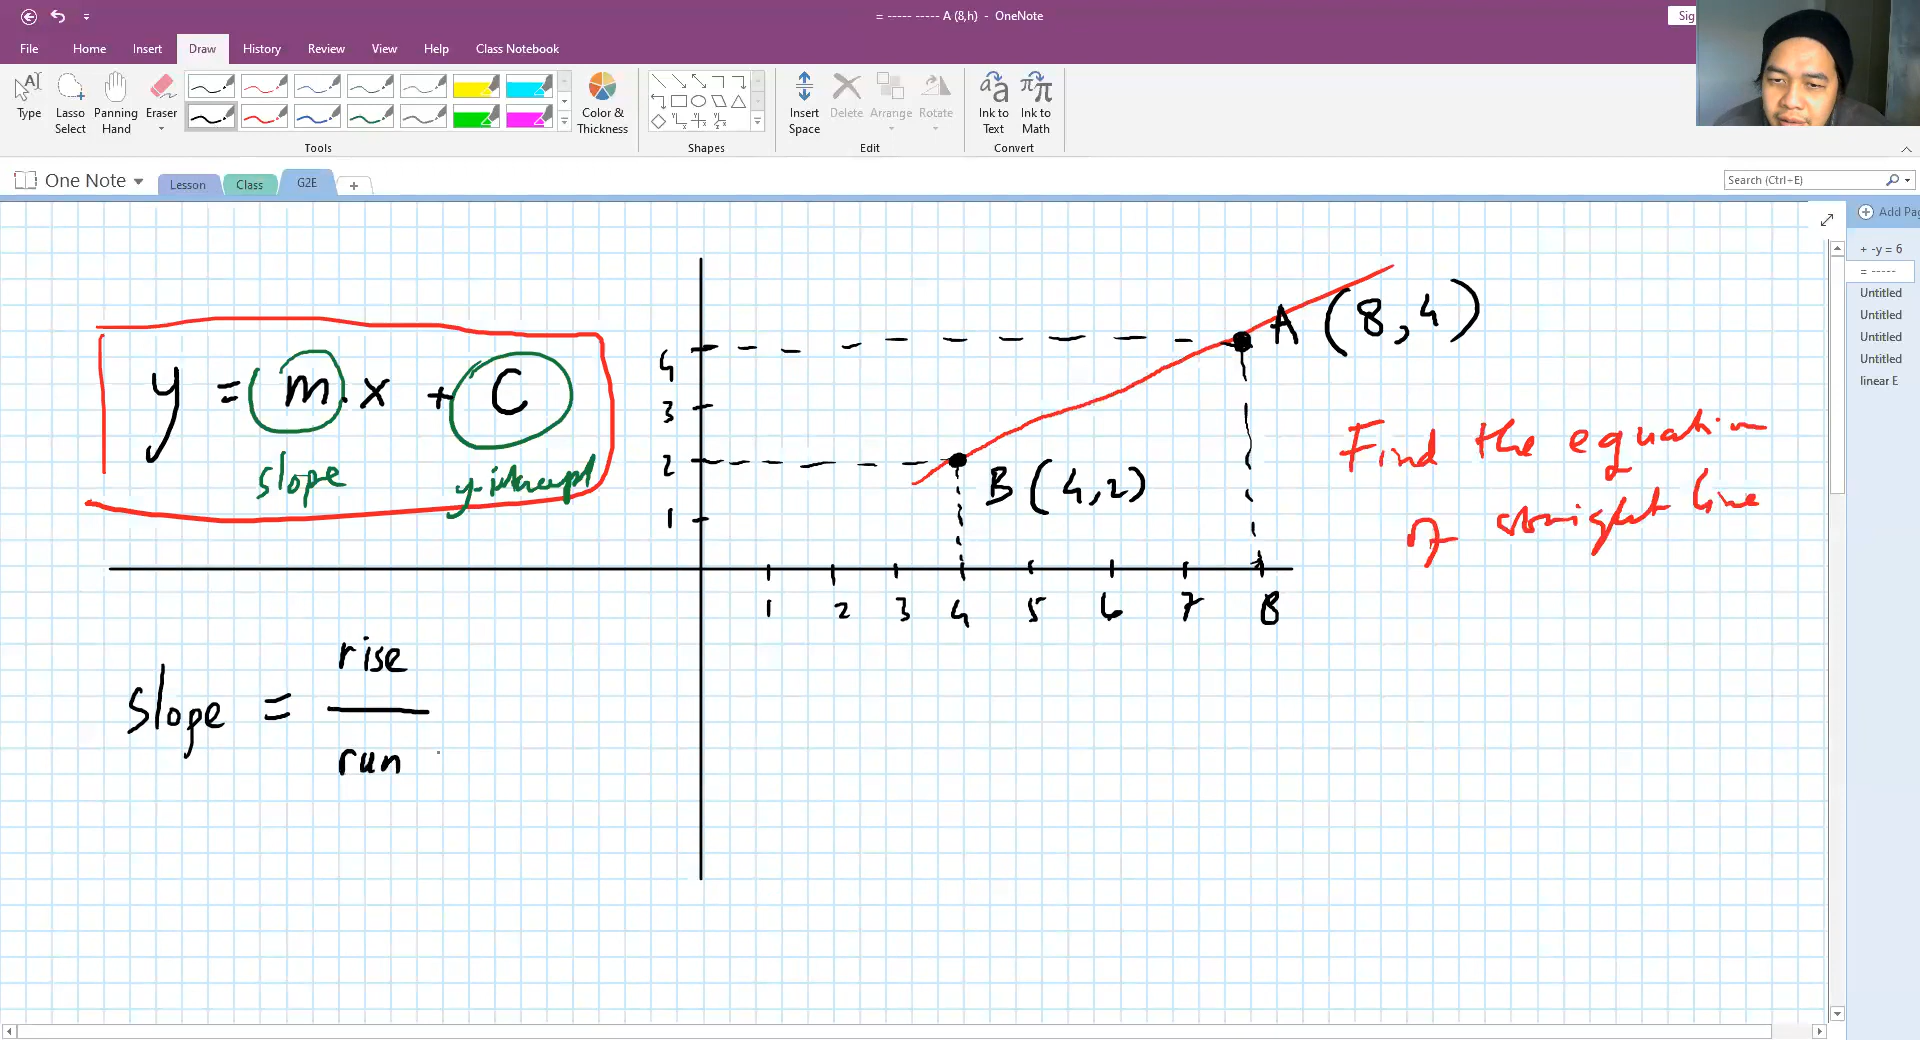 = ----- ----- A (8,h) - OneNote
Sig
File Home Insert Draw History Review View Help Class Notebook
Type
Lasso Select
Panning Hand
Eraser
Color & Thickness
Insert Space
Delete
Arrange
Rotate
Ink to Text
Ink to Math
Tools
Shapes
Edit
Convert
One Note
Lesson
Class
G2E
Search (Ctrl+E)
Add Pag
+ -y = 6
= -----
Untitled
Untitled
Untitled
Untitled
linear E
y = m . x + C
slope
y-intercept
A (8,4)
B (4,2)
4
3
2
1
1 2 3 4 5 6 7 8
Find the equation
of straight line
slope = rise
run